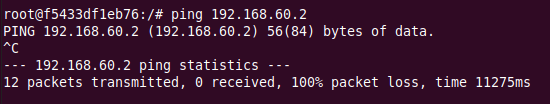 root@f5433df1eb76:/# ping 192.168.60.2
PING 192.168.60.2 (192.168.60.2) 56(84) bytes of data.
^C
--- 192.168.60.2 ping statistics ---
12 packets transmitted, 0 received, 100% packet loss, time 11275ms